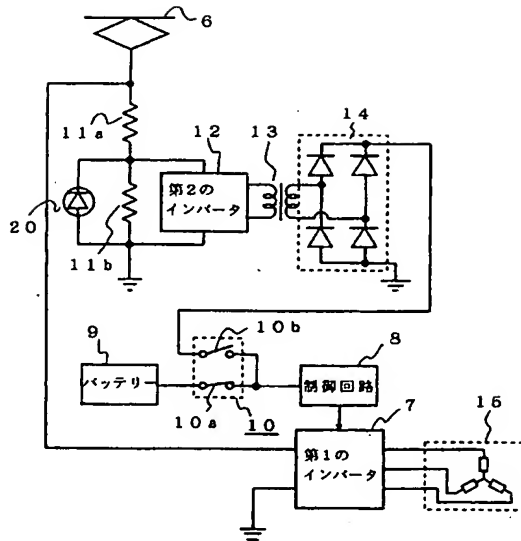 6
11a
12
13
14
第2の
インバータ
20
11b
10b
9
8
バッテリー
制御回路
10a
10
7
15
第1の
インバータ